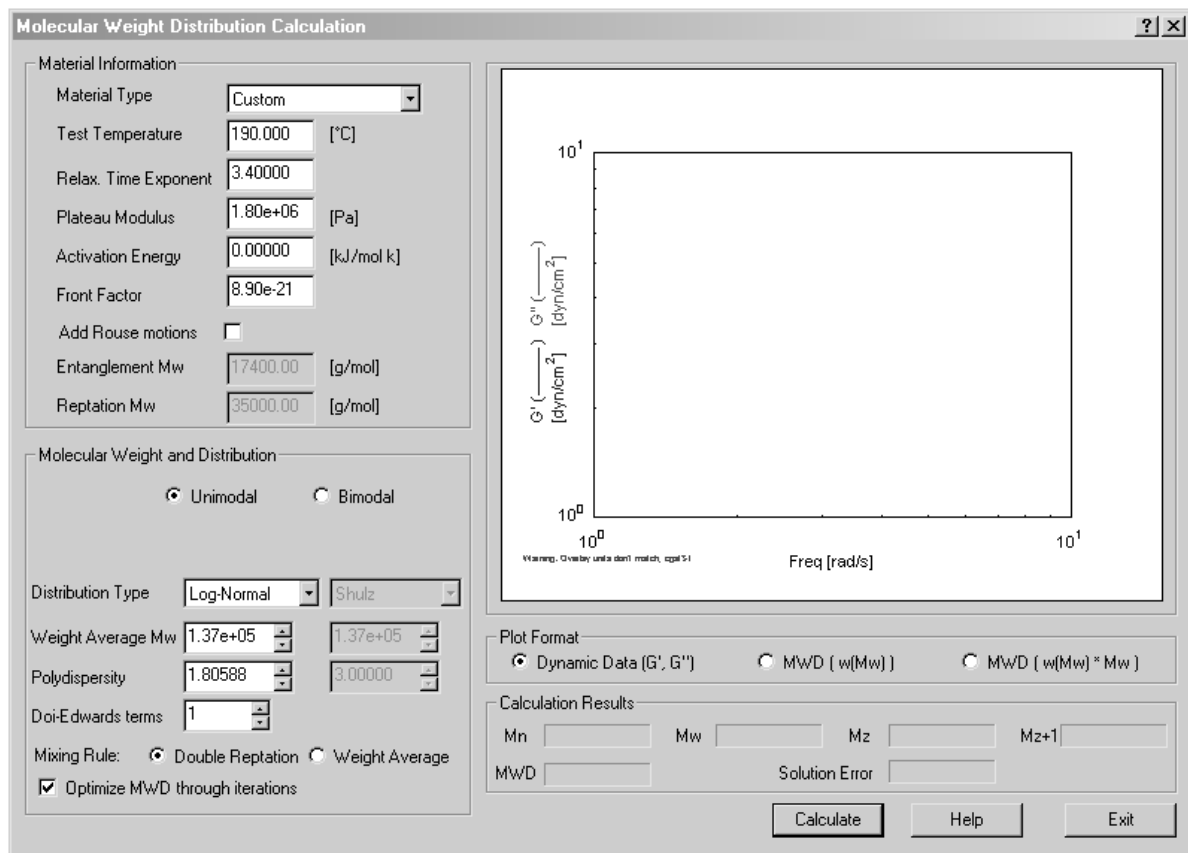 Molecular Weight Distribution Calculation
Material Information
Material Type Custom
Test Temperature 190.000 [°C]
Relax. Time Exponent 3.40000
Plateau Modulus 1.80e+06 [Pa]
Activation Energy 0.00000 [kJ/mol k]
Front Factor 8.90e-21
Add Rouse motions
Entanglement Mw 17400.00 [g/mol]
Reptation Mw 35000.00 [g/mol]
Molecular Weight and Distribution
Unimodal Bimodal
Distribution Type Log-Normal Shulz
Weight Average Mw 1.37e+05 1.37e+05
Polydispersity 1.80588 3.00000
Doi-Edwards terms 1
Mixing Rule: Double Reptation Weight Average
Optimize MWD through iterations
10¹
G' (———) G'' (———)
[dyn/cm²] [dyn/cm²]
10⁰
10⁰ 10¹
Freq [rad/s]
Warning, Overlay units don't match,
Plot Format
Dynamic Data (G', G'') MWD ( w(Mw) ) MWD ( w(Mw) * Mw )
Calculation Results
Mn Mw Mz Mz+1
MWD Solution Error
Calculate Help Exit